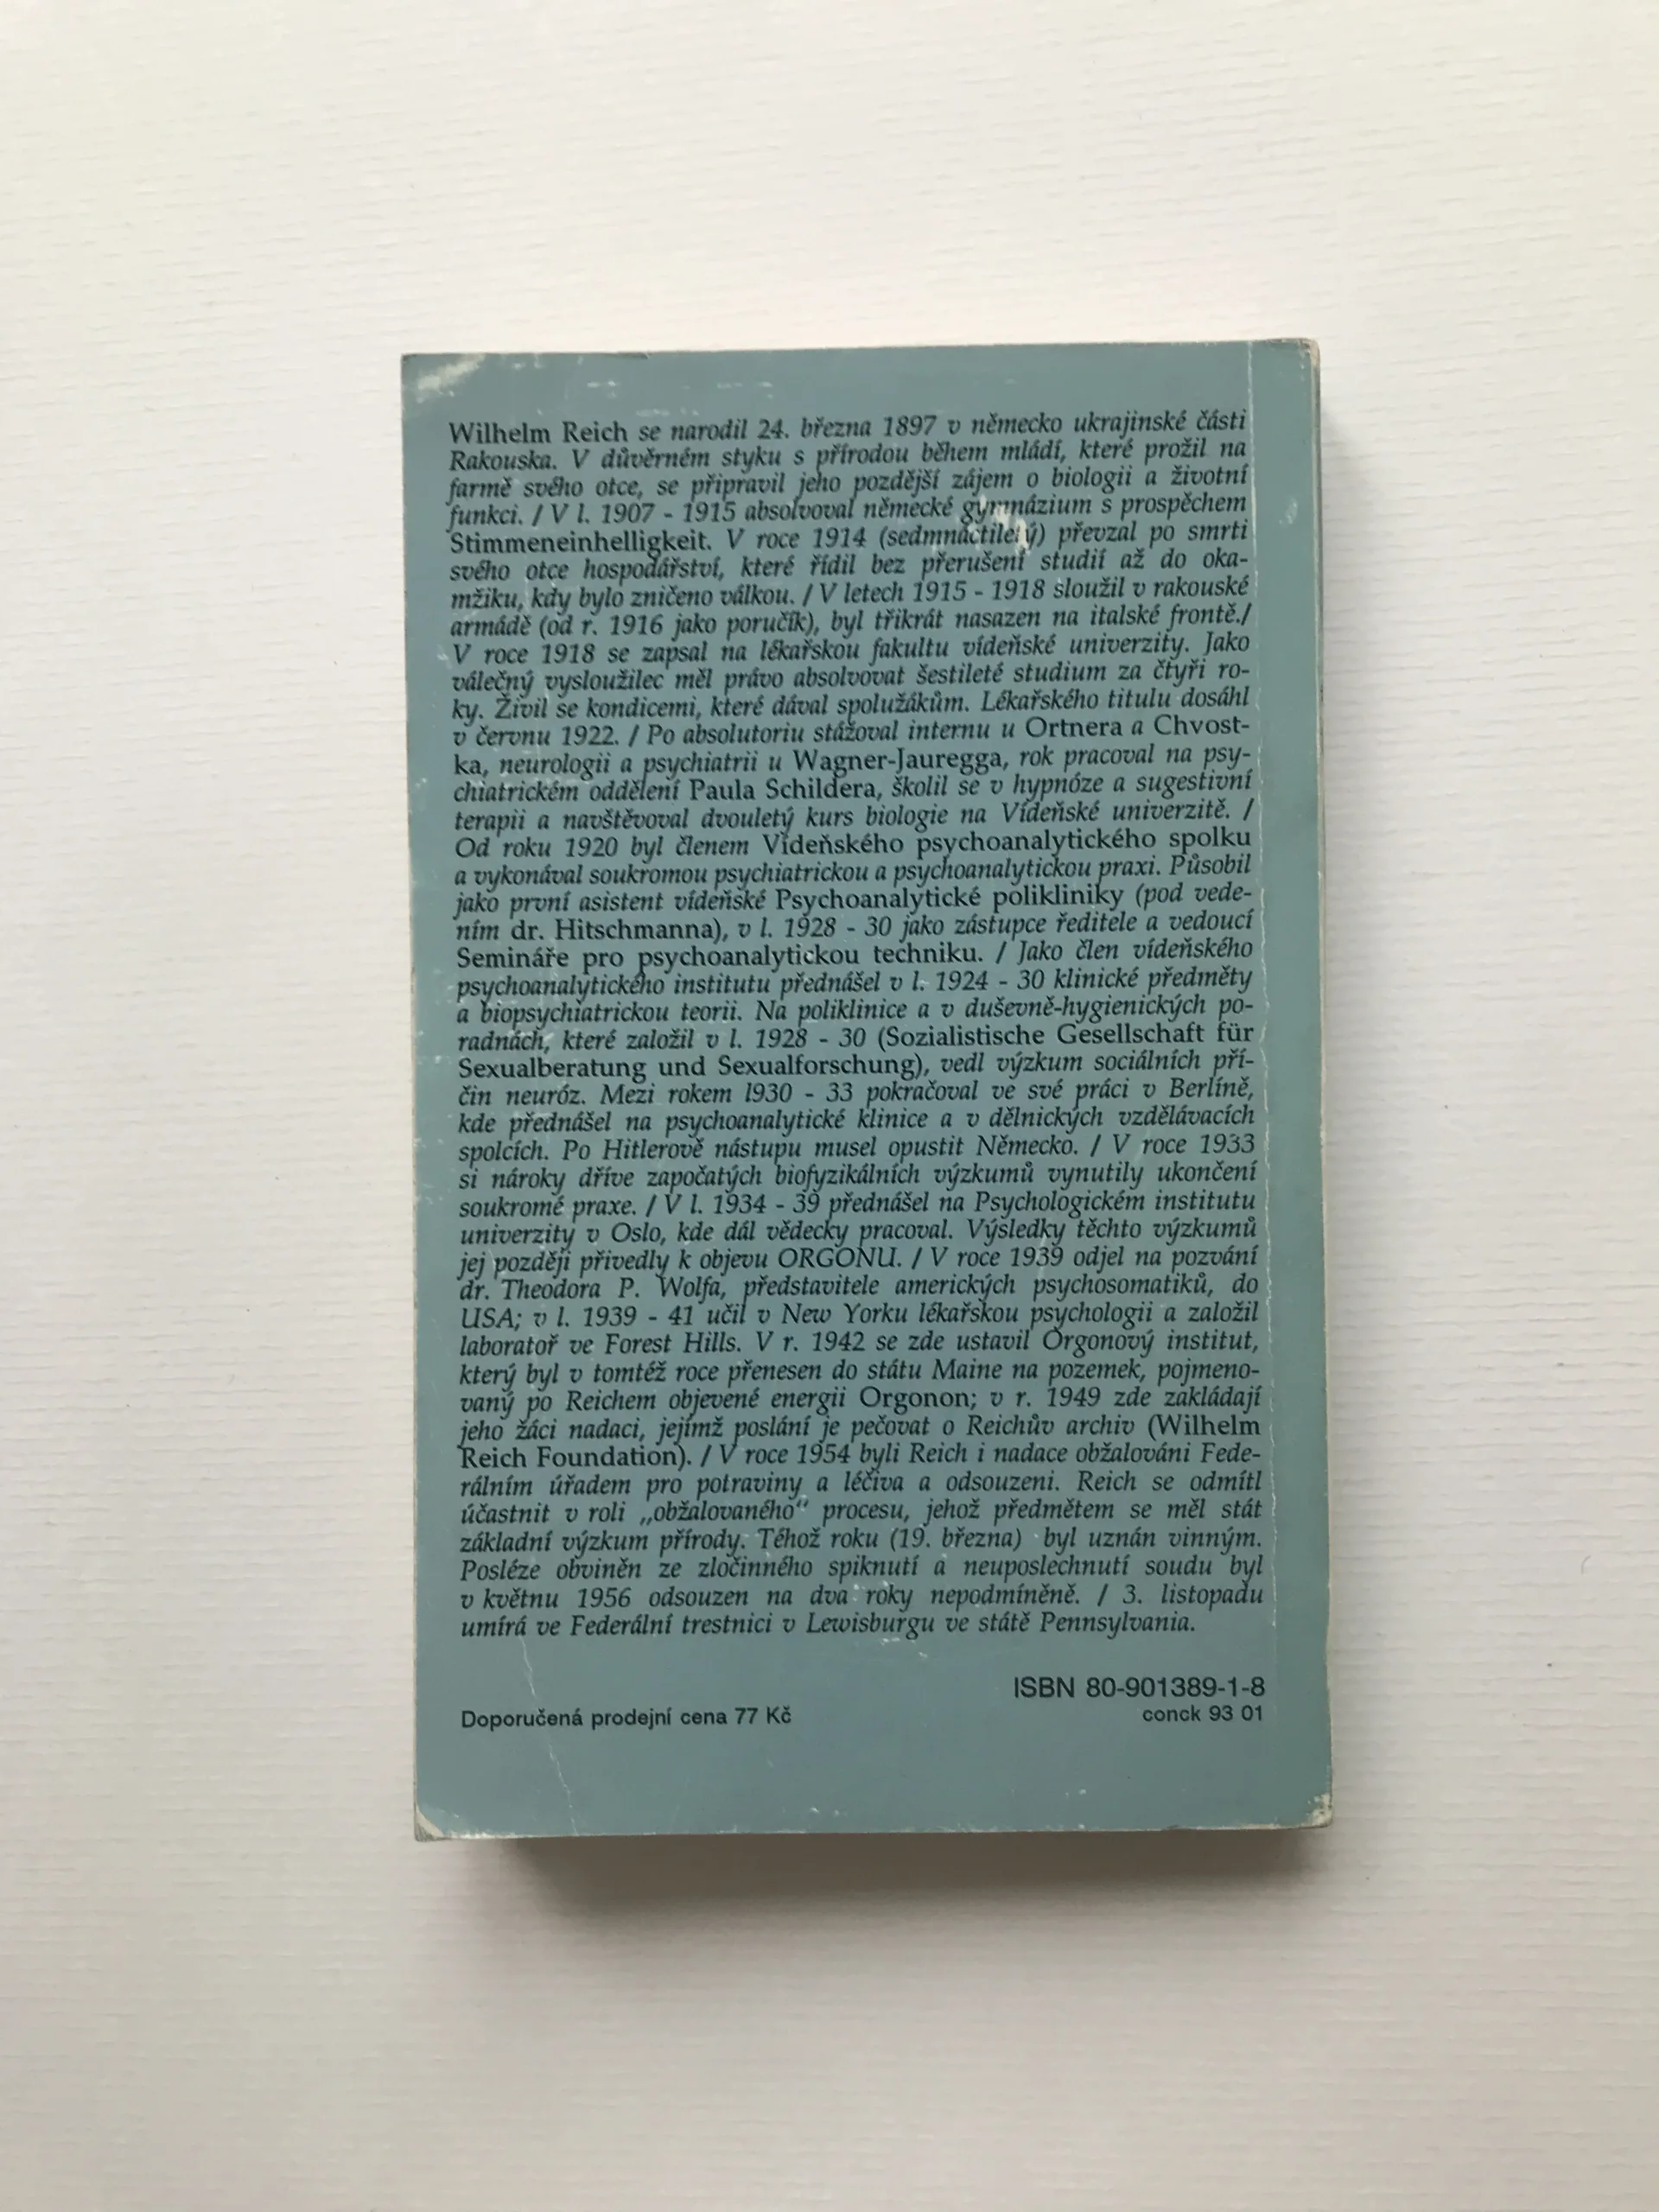 Wilhelm Reich se narodil 24. března 1897 v německo ukrajinské části
Rakouska. V důvěrném styku s přírodou během mládí, které prožil na
farmě svého otce, se připravil jeho pozdější zájem o biologii a životní
funkci. / V l. 1907 - 1915 absolvoval německé gymnázium s prospěchem
Stimmeneinhelligkeit. V roce 1914 (sedmnáctiletý) převzal po smrti
svého otce hospodářství, které řídil bez přerušení studií až do oka-
mžiku, kdy bylo zničeno válkou. / V letech 1915 - 1918 sloužil v rakouské
armádě (od r. 1916 jako poručík), byl třikrát nasazen na italské frontě./
V roce 1918 se zapsal na lékařskou fakultu vídeňské univerzity. Jako
válečný vysloužilec měl právo absolvovat šestileté studium za čtyři ro-
ky. Živil se kondicemi, které dával spolužákům. Lékařského titulu dosáhl
v červnu 1922. / Po absolutoriu stážoval internu u Ortnera a Chvost-
ka, neurologii a psychiatrii u Wagner-Jauregga, rok pracoval na psy-
chiatrickém oddělení Paula Schildera, školil se v hypnóze a sugestivní
terapii a navštěvoval dvouletý kurs biologie na Vídeňské univerzitě. /
Od roku 1920 byl členem Vídeňského psychoanalytického spolku
a vykonával soukromou psychiatrickou a psychoanalytickou praxi. Působil
jako první asistent vídeňské Psychoanalytické polikliniky (pod vede-
ním dr. Hitschmanna), v l. 1928 - 30 jako zástupce ředitele a vedoucí
Semináře pro psychoanalytickou techniku. / Jako člen vídeňského
psychoanalytického institutu přednášel v l. 1924 - 30 klinické předměty
a biopsychiatrickou teorii. Na poliklinice a v duševně-hygienických po-
radnách, které založil v l. 1928 - 30 (Sozialistische Gesellschaft für
Sexualberatung und Sexualforschung), vedl výzkum sociálních pří-
čin neuróz. Mezi rokem l930 - 33 pokračoval ve své práci v Berlíně,
kde přednášel na psychoanalytické klinice a v dělnických vzdělávacích
spolcích. Po Hitlerově nástupu musel opustit Německo. / V roce 1933
si nároky dříve započatých biofyzikálních výzkumů vynutily ukončení
soukromé praxe. / V l. 1934 - 39 přednášel na Psychologickém institutu
univerzity v Oslo, kde dál vědecky pracoval. Výsledky těchto výzkumů
jej později přivedly k objevu ORGONU. / V roce 1939 odjel na pozvání
dr. Theodora P. Wolfa, představitele amerických psychosomatiků, do
USA; v l. 1939 - 41 učil v New Yorku lékařskou psychologii a založil
laboratoř ve Forest Hills. V r. 1942 se zde ustavil Orgonový institut,
který byl v tomtéž roce přenesen do státu Maine na pozemek, pojmeno-
vaný po Reichem objevené energii Orgonon; v r. 1949 zde zakládají
jeho žáci nadaci, jejímž poslání je pečovat o Reichův archiv (Wilhelm
Reich Foundation). / V roce 1954 byli Reich i nadace obžalováni Fede-
rálním úřadem pro potraviny a léčiva a odsouzeni. Reich se odmítl
účastnit v roli „obžalovaného“ procesu, jehož předmětem se měl stát
základní výzkum přírody. Téhož roku (19. března) byl uznán vinným.
Posléze obviněn ze zločinného spiknutí a neuposlechnutí soudu byl
v květnu 1956 odsouzen na dva roky nepodmíněně. / 3. listopadu
umírá ve Federální trestnici v Lewisburgu ve státě Pennsylvania.
ISBN 80-901389-1-8
Doporučená prodejní cena 77 Kč
conck 93 01